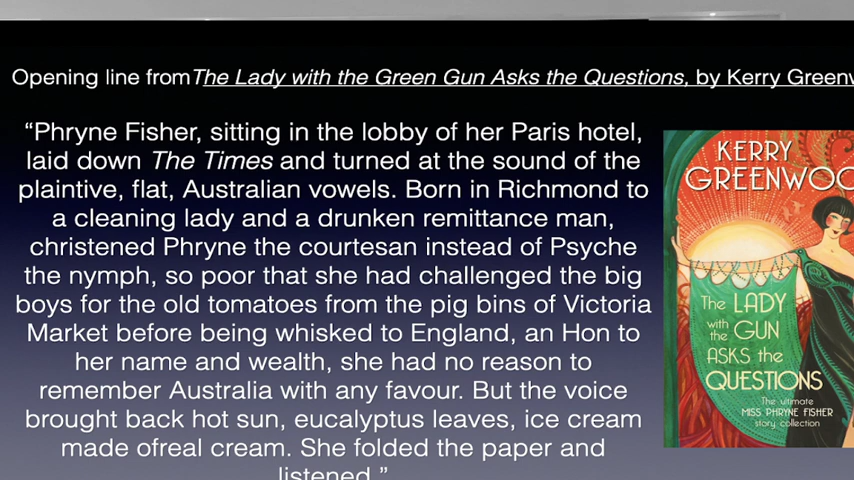 Opening line fromThe Lady with the Green Gun Asks the Questions, by Kerry
“Phryne Fisher, sitting in the lobby of her Paris hotel,
laid down The Times and turned at the sound of the
plaintive, flat, Australian vowels. Born in Richmond to
a cleaning lady and a drunken remittance man,
christened Phryne the courtesan instead of Psyche
the nymph, so poor that she had challenged the big
boys for the old tomatoes from the pig bins of Victoria
Market before being whisked to England, an Hon to
her name and wealth, she had no reason to
remember Australia with any favour. But the voice
brought back hot sun, eucalyptus leaves, ice cream
made ofreal cream. She folded the paper and
listened.”
KERRY
The LADY
with the GUN
ASKS the
QUESTIONS
The ultimate
MISS PHRYNE FISHER
story collection